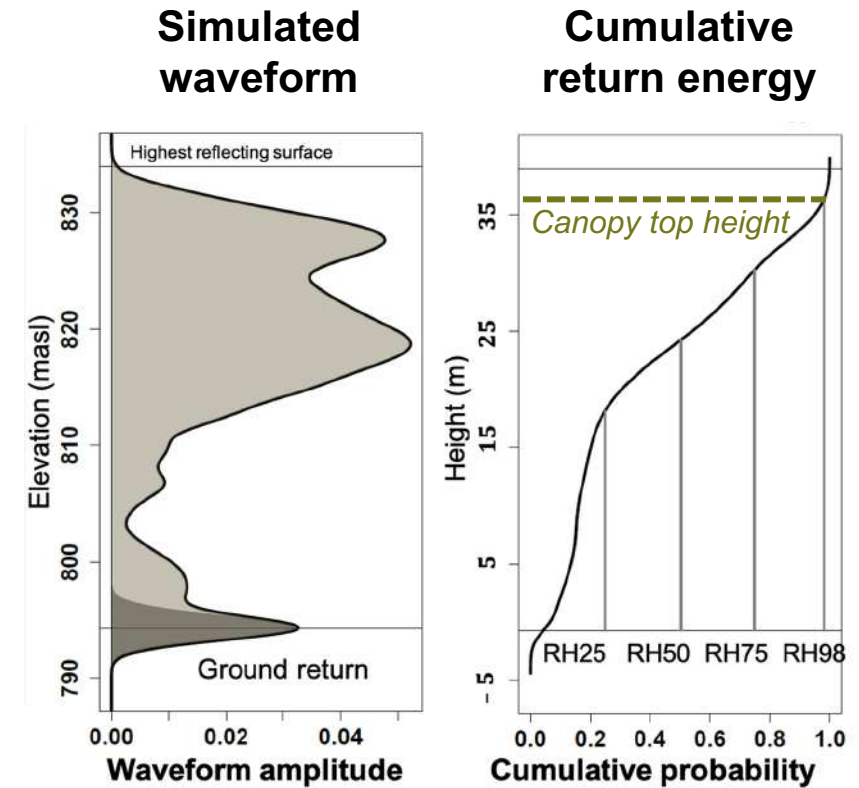 Simulated
waveform
Highest reflecting surface
Elevation (masl)
830
820
810
800
790
Ground return
0.00
0.02
0.04
Waveform amplitude
Cumulative
return energy
Canopy top height
Height (m)
35
25
15
5
-5
RH25
RH50
RH75
RH98
0.0
0.2
0.4
0.6
0.8
1.0
Cumulative probability